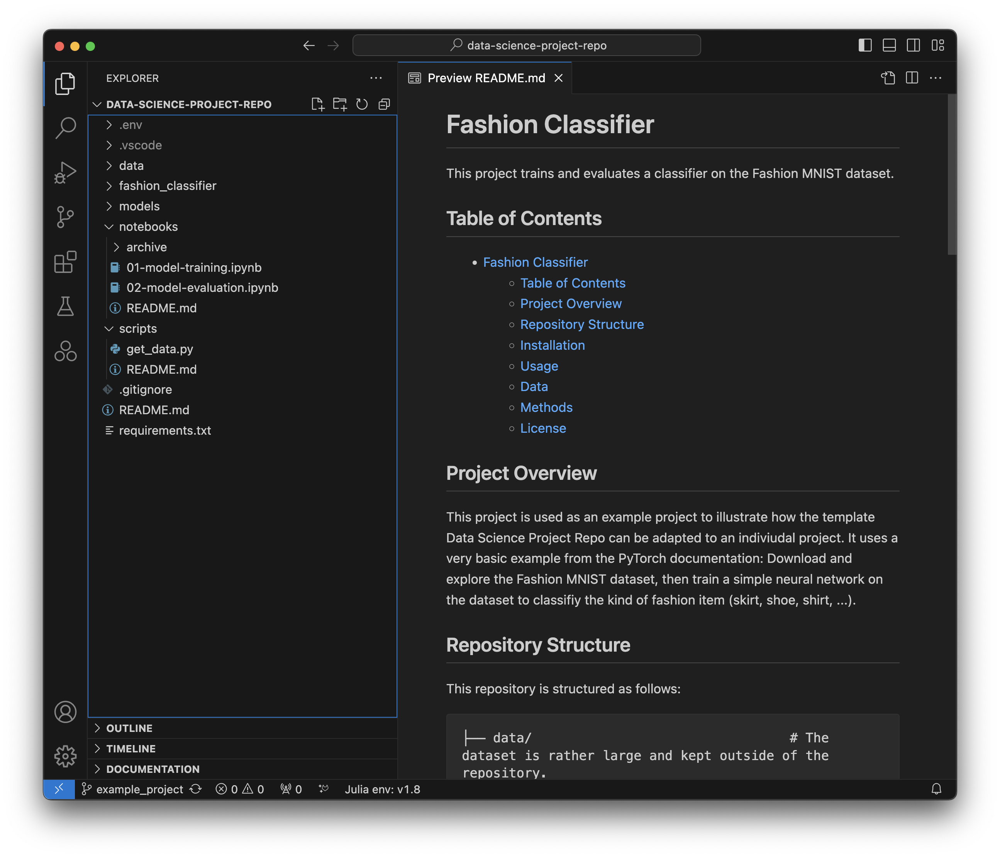 data-science-project-repo
EXPLORER
DATA-SCIENCE-PROJECT-REPO
.env
.vscode
data
fashion_classifier
models
notebooks
archive
01-model-training.ipynb
02-model-evaluation.ipynb
README.md
scripts
get_data.py
README.md
.gitignore
README.md
requirements.txt
OUTLINE
TIMELINE
DOCUMENTATION
Preview README.md
Fashion Classifier
This project trains and evaluates a classifier on the Fashion MNIST dataset.
Table of Contents
• Fashion Classifier
◦ Table of Contents
◦ Project Overview
◦ Repository Structure
◦ Installation
◦ Usage
◦ Data
◦ Methods
◦ License
Project Overview
This project is used as an example project to illustrate how the template
Data Science Project Repo can be adapted to an indiviudal project. It uses a
very basic example from the PyTorch documentation: Download and
explore the Fashion MNIST dataset, then train a simple neural network on
the dataset to classifiy the kind of fashion item (skirt, shoe, shirt, ...).
Repository Structure
This repository is structured as follows:
├── data/ # The
dataset is rather large and kept outside of the
repository.
example_project 0 0 0 Julia env: v1.8